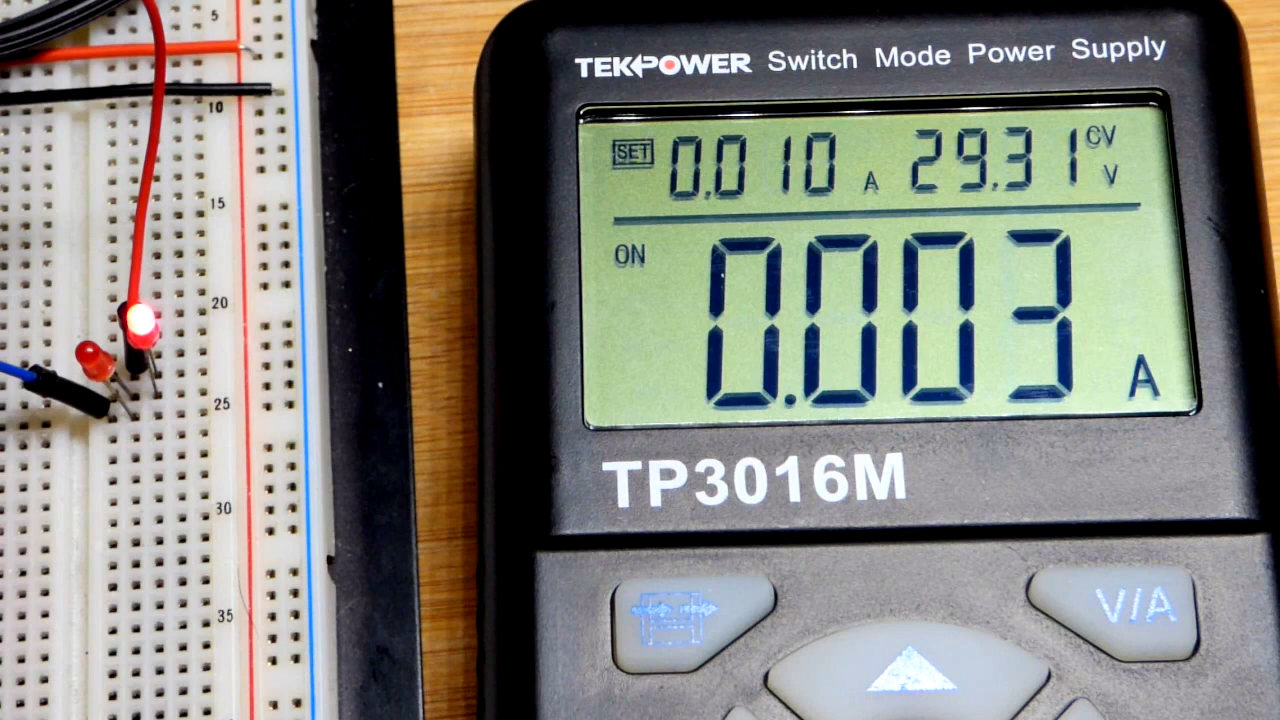 5
10
15
20
25
30
35
TEKPOWER Switch Mode Power Supply
SET 0.010 A 29.31 CV V
ON 0.003 A
TP3016M
V/A